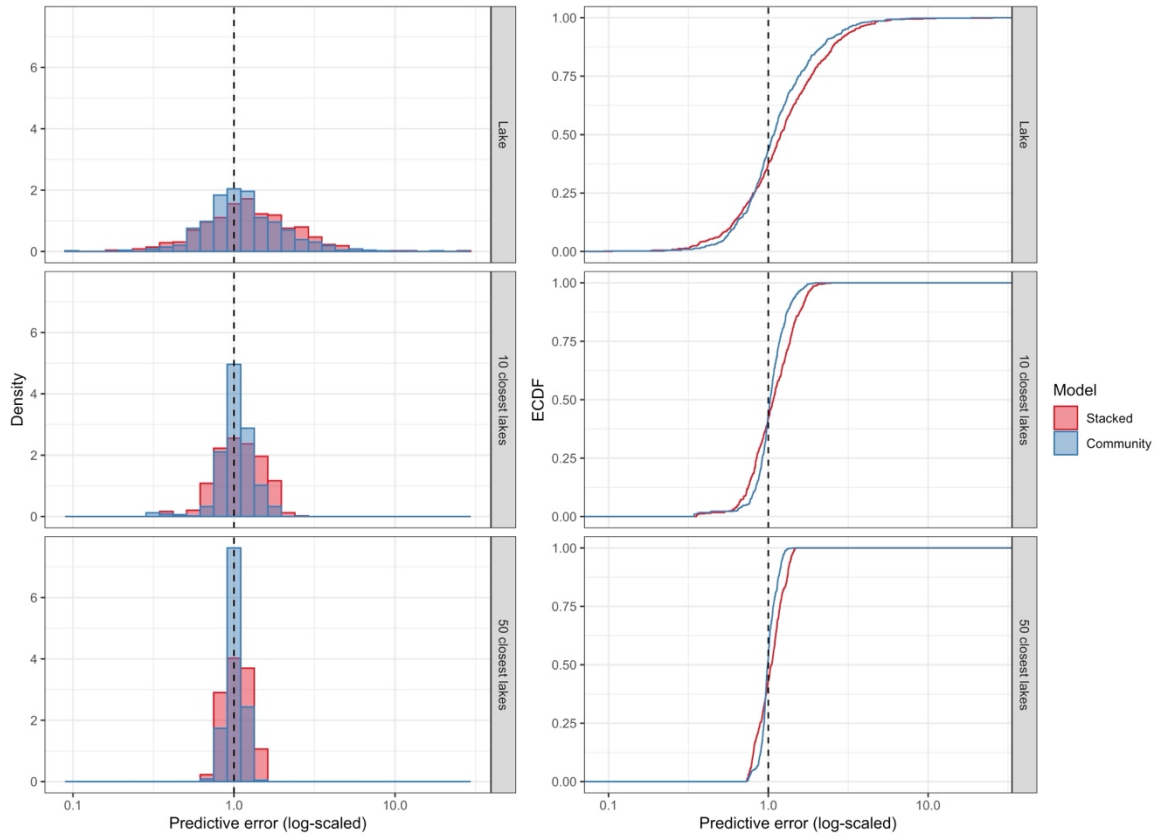 6
4
2
0
Lake
6
4
2
0
10 closest lakes
6
4
2
0
50 closest lakes
Density
0.1
1.0
10.0
Predictive error (log-scaled)
1.00
0.75
0.50
0.25
0.00
Lake
1.00
0.75
0.50
0.25
0.00
10 closest lakes
1.00
0.75
0.50
0.25
0.00
50 closest lakes
ECDF
0.1
1.0
10.0
Predictive error (log-scaled)
Model
Stacked
Community